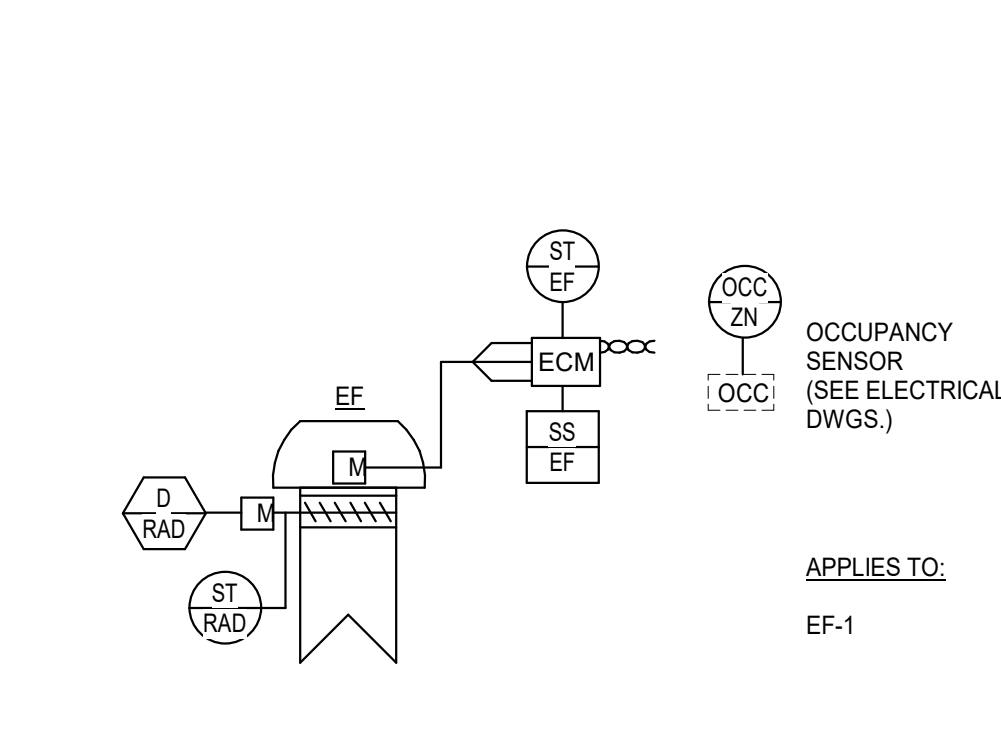 ST
EF
ECM
SS
EF
OCC
ZN
OCC
OCCUPANCY
SENSOR
(SEE ELECTRICAL
DWGS.)
EF
M
D
RAD
M
ST
RAD
APPLIES TO:
EF-1